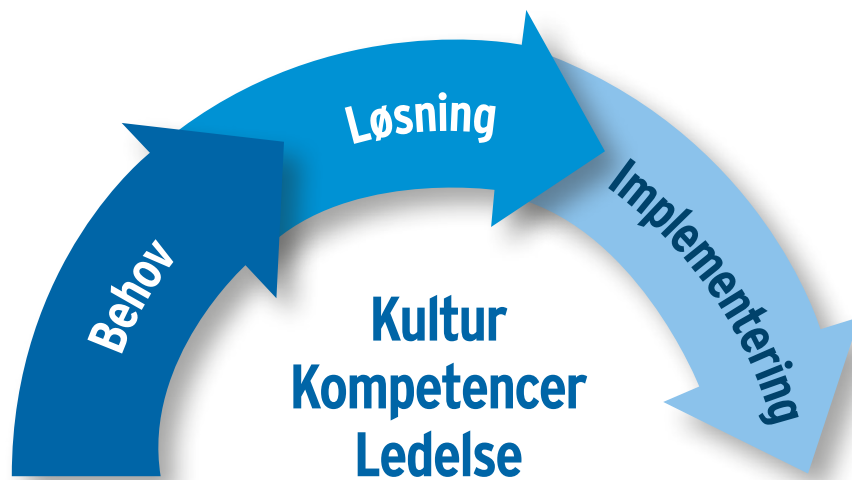 Behov
Løsning
Implementering
Kultur
Kompetencer
Ledelse